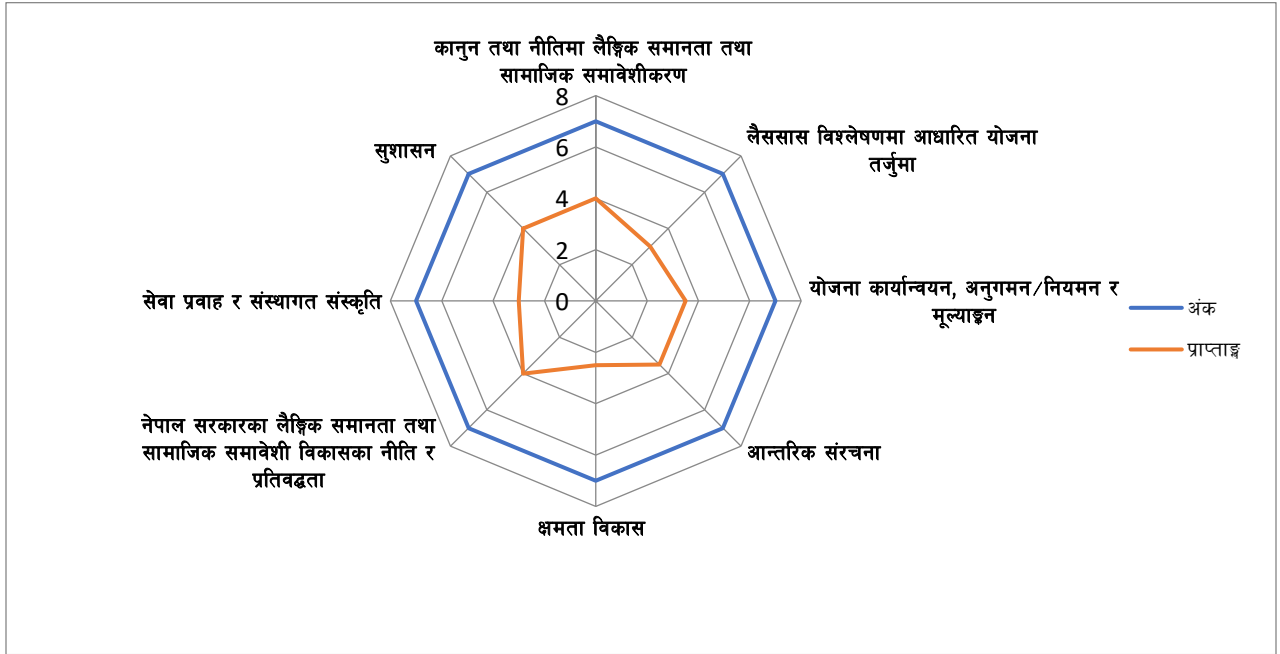 कानुन तथा नीतिमा लैङ्गिक समानता तथा
सामाजिक समावेशीकरण
लैससास विश्लेषणमा आधारित योजना
तर्जुमा
योजना कार्यान्वयन, अनुगमन/नियमन र
मूल्याङ्कन
आन्तरिक संरचना
क्षमता विकास
नेपाल सरकारका लैङ्गिक समानता तथा
सामाजिक समावेशी विकासका नीति र
प्रतिवद्धता
सेवा प्रवाह र संस्थागत संस्कृति
सुशासन
8
6
4
2
0
अंक
प्राप्ताङ्क